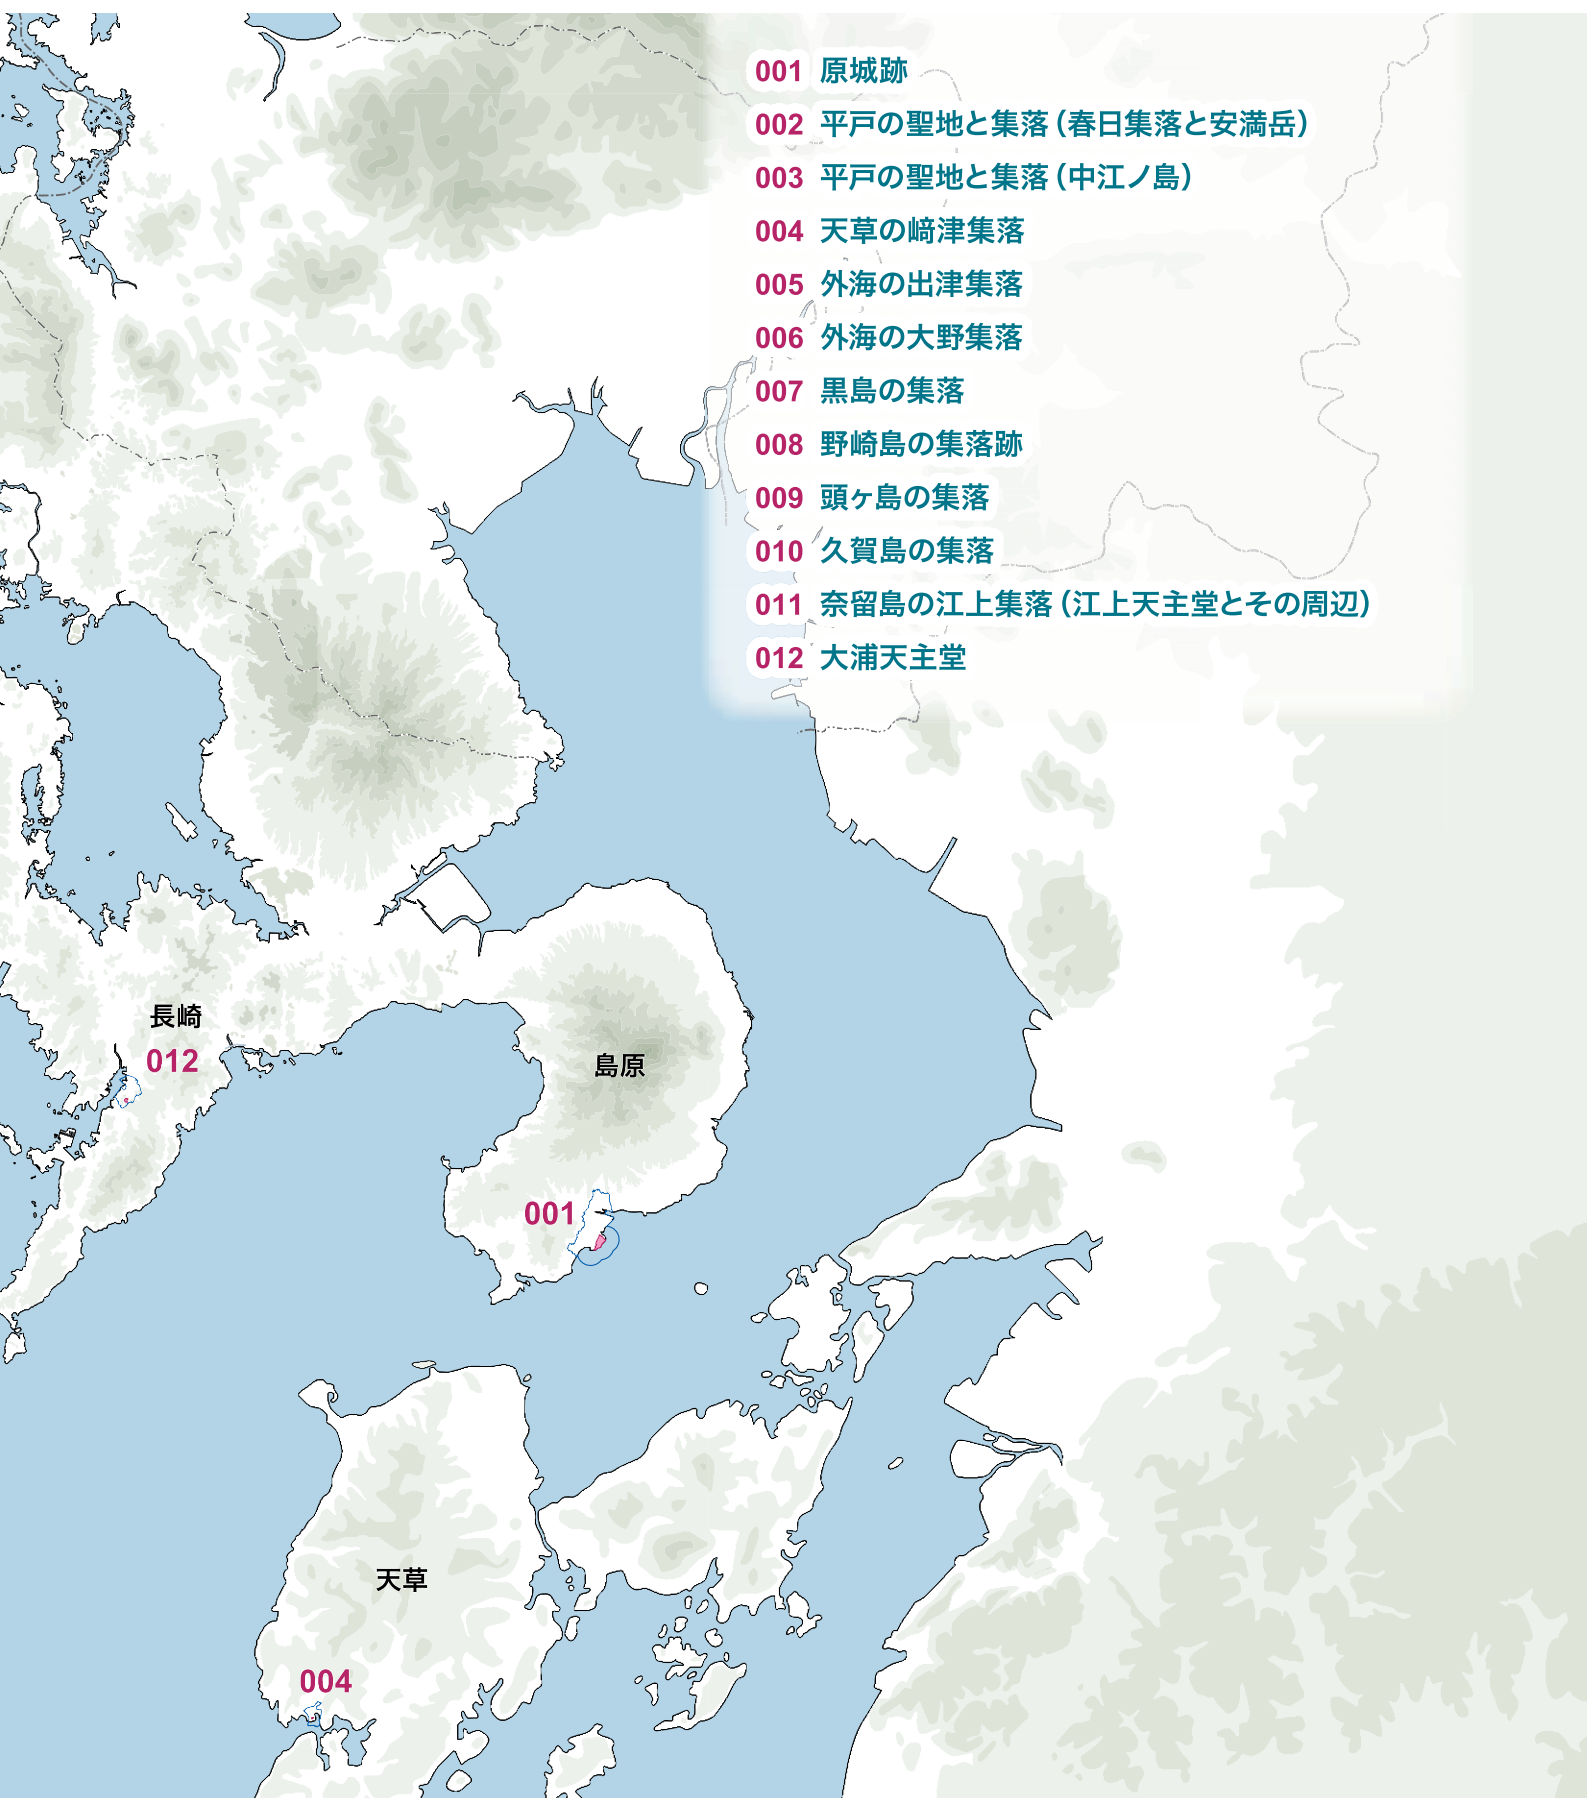 001 原城跡
002 平戸の聖地と集落（春日集落と安満岳）
003 平戸の聖地と集落（中江ノ島）
004 天草の﨑津集落
005 外海の出津集落
006 外海の大野集落
007 黒島の集落
008 野崎島の集落跡
009 頭ヶ島の集落
010 久賀島の集落
011 奈留島の江上集落（江上天主堂とその周辺）
012 大浦天主堂
長崎
012
島原
001
天草
004